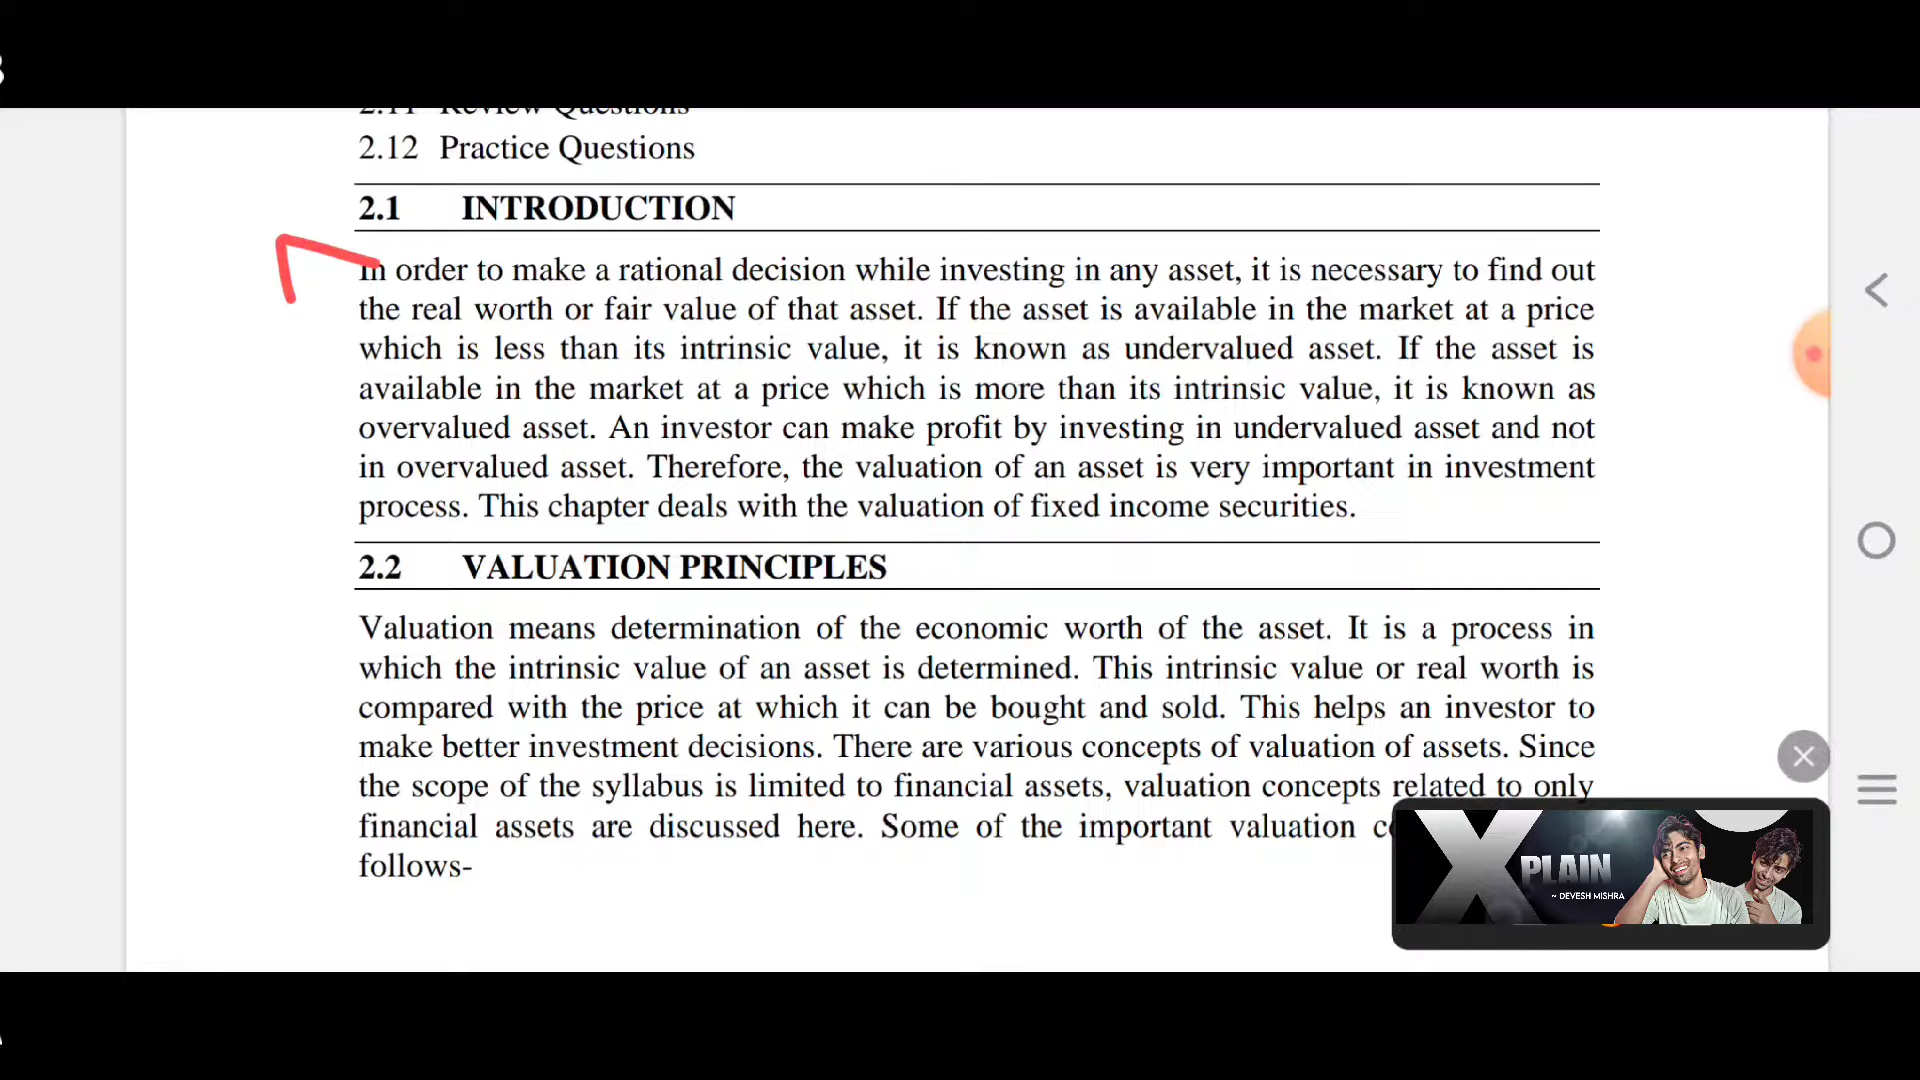 2.11 Review Questions
2.12 Practice Questions
2.1 INTRODUCTION
In order to make a rational decision while investing in any asset, it is necessary to find out
the real worth or fair value of that asset. If the asset is available in the market at a price
which is less than its intrinsic value, it is known as undervalued asset. If the asset is
available in the market at a price which is more than its intrinsic value, it is known as
overvalued asset. An investor can make profit by investing in undervalued asset and not
in overvalued asset. Therefore, the valuation of an asset is very important in investment
process. This chapter deals with the valuation of fixed income securities.
2.2 VALUATION PRINCIPLES
Valuation means determination of the economic worth of the asset. It is a process in
which the intrinsic value of an asset is determined. This intrinsic value or real worth is
compared with the price at which it can be bought and sold. This helps an investor to
make better investment decisions. There are various concepts of valuation of assets. Since
the scope of the syllabus is limited to financial assets, valuation concepts related to only
financial assets are discussed here. Some of the important valuation
follows-
XPLAIN
~ DEVESH MISHRA